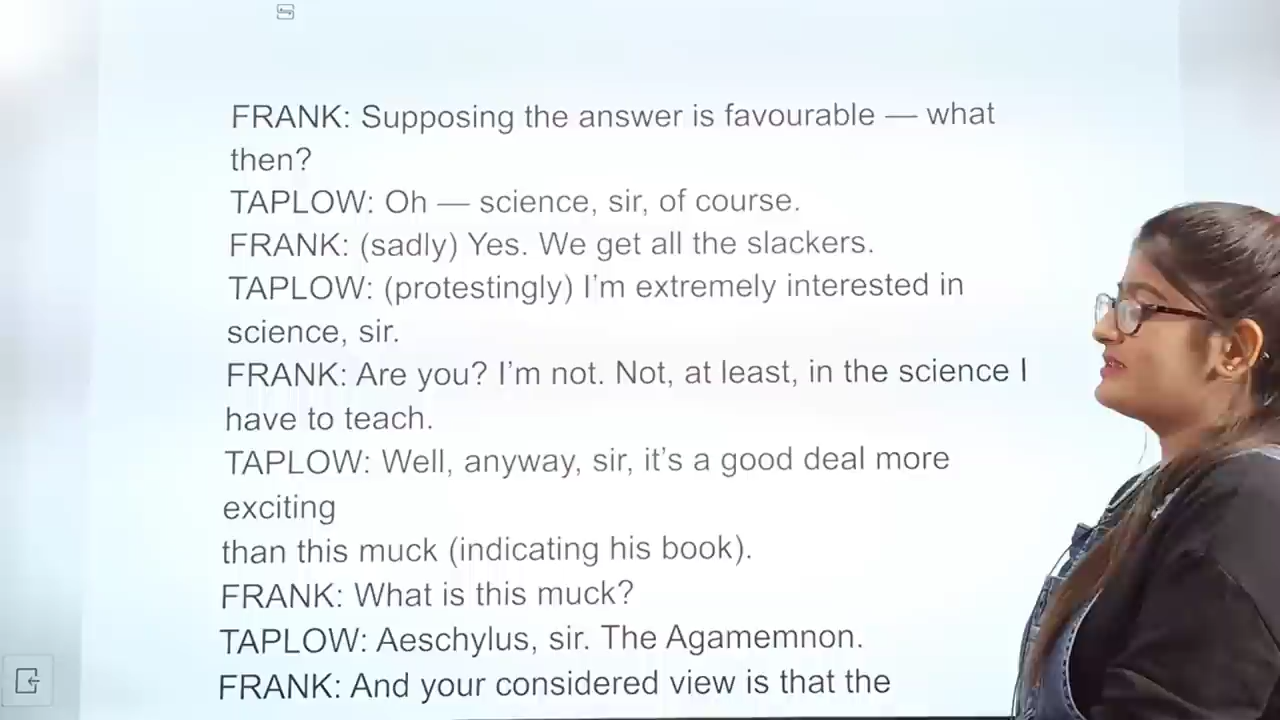 FRANK: Supposing the answer is favourable — what
then?
TAPLOW: Oh — science, sir, of course.
FRANK: (sadly) Yes. We get all the slackers.
TAPLOW: (protestingly) I’m extremely interested in
science, sir.
FRANK: Are you? I’m not. Not, at least, in the science I
have to teach.
TAPLOW: Well, anyway, sir, it’s a good deal more
exciting
than this muck (indicating his book).
FRANK: What is this muck?
TAPLOW: Aeschylus, sir. The Agamemnon.
FRANK: And your considered view is that the